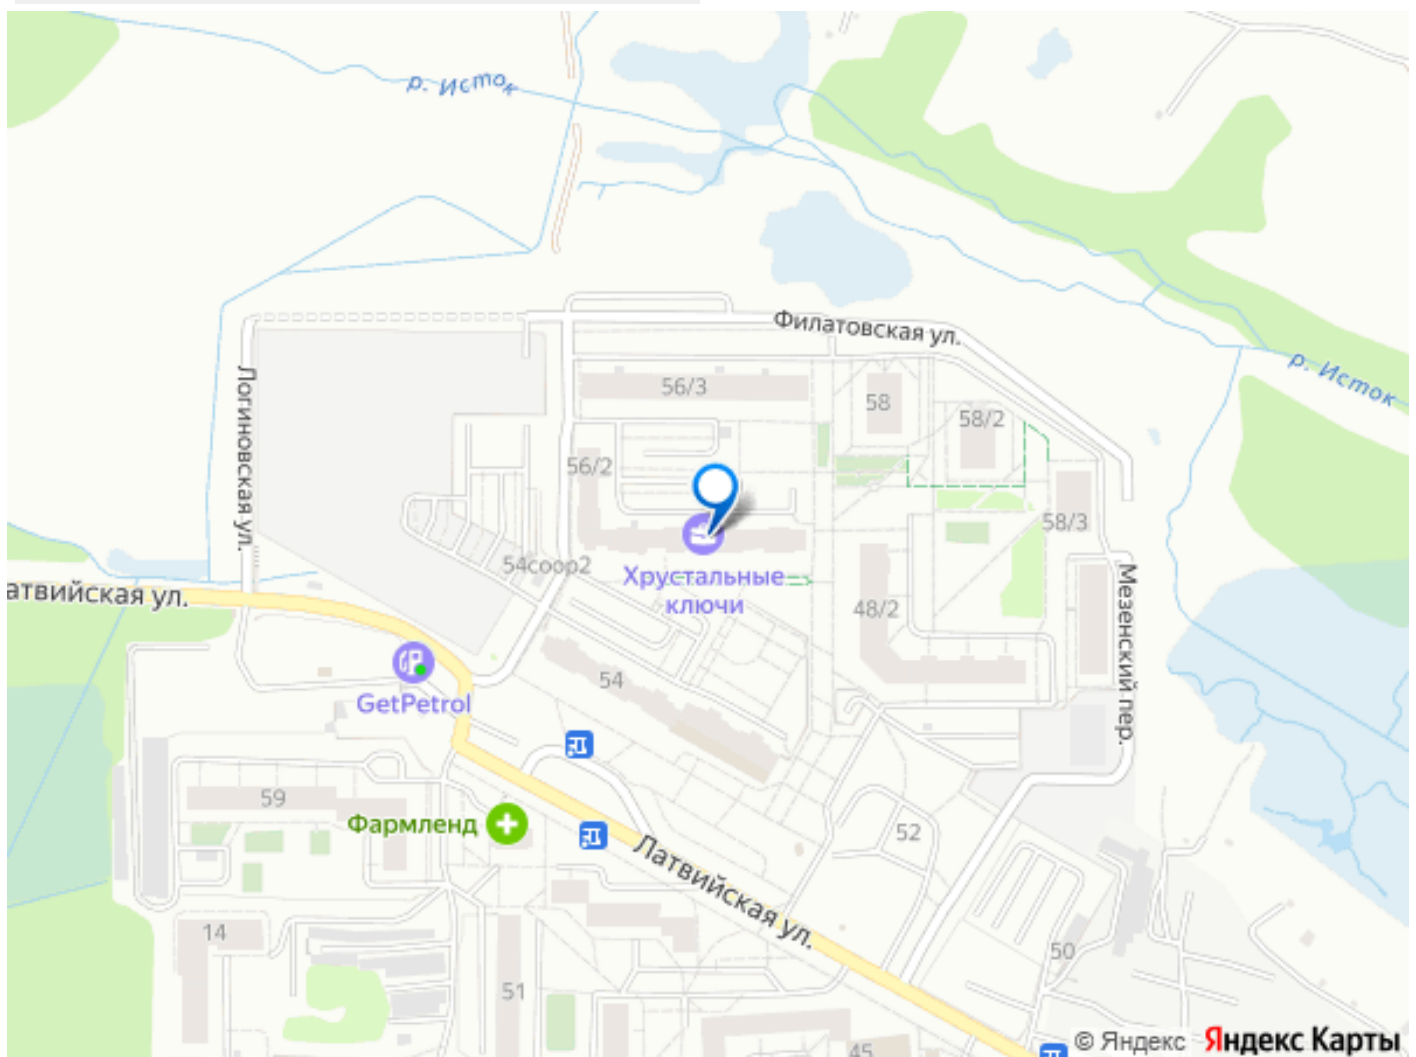 р. Исток
Филатовская ул.
р. Исток
Логиновская ул.
56/3
58
58/2
56/2
58/3
54соор2
Хрустальные
ключи
48/2
Мезенский пер.
атвийская ул.
GetPetrol
54
59
Фармленд
52
Латвийская ул.
14
50
51
45
© Яндекс Яндекс Карты